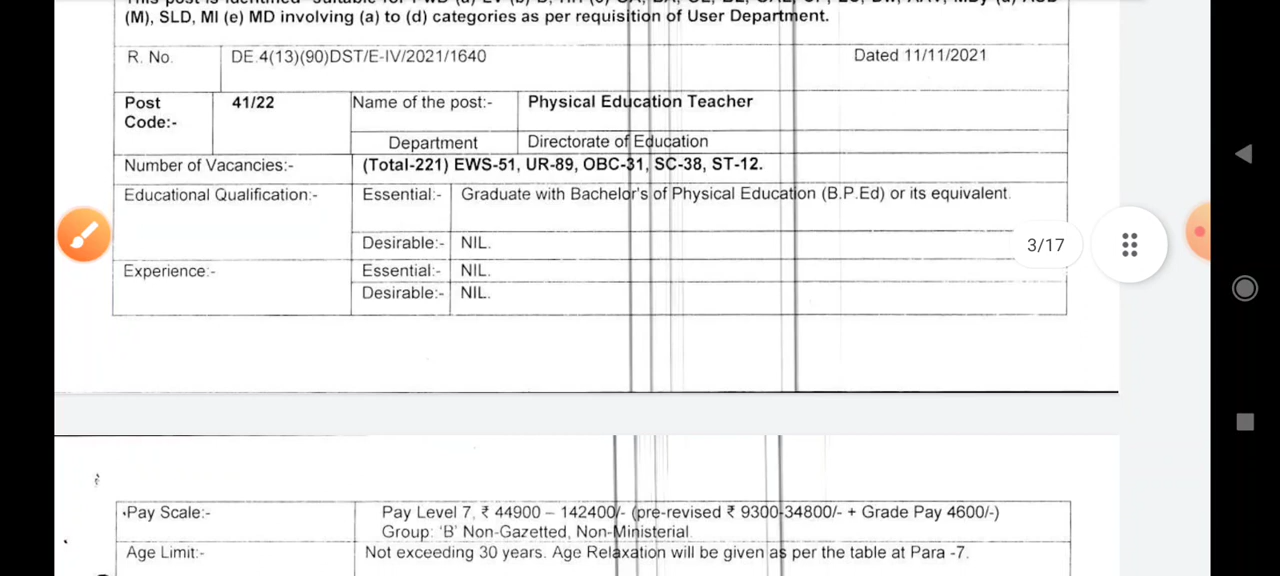 (M), SLD, MI (e) MD involving (a) to (d) categories as per requisition of User Department.
R. No. DE.4(13)(90)DST/E-IV/2021/1640 Dated 11/11/2021
Post Code:- 41/22 Name of the post:- Physical Education Teacher
Department Directorate of Education
Number of Vacancies:- (Total-221) EWS-51, UR-89, OBC-31, SC-38, ST-12.
Educational Qualification:- Essential:- Graduate with Bachelor's of Physical Education (B.P.Ed) or its equivalent.
Desirable:- NIL.
3/17
Experience:- Essential:- NIL.
Desirable:- NIL.
Pay Scale:- Pay Level 7, ₹ 44900 – 142400/- (pre-revised ₹ 9300-34800/- + Grade Pay 4600/-)
Group: 'B' Non-Gazetted, Non-Ministerial
Age Limit:- Not exceeding 30 years. Age Relaxation will be given as per the table at Para -7.